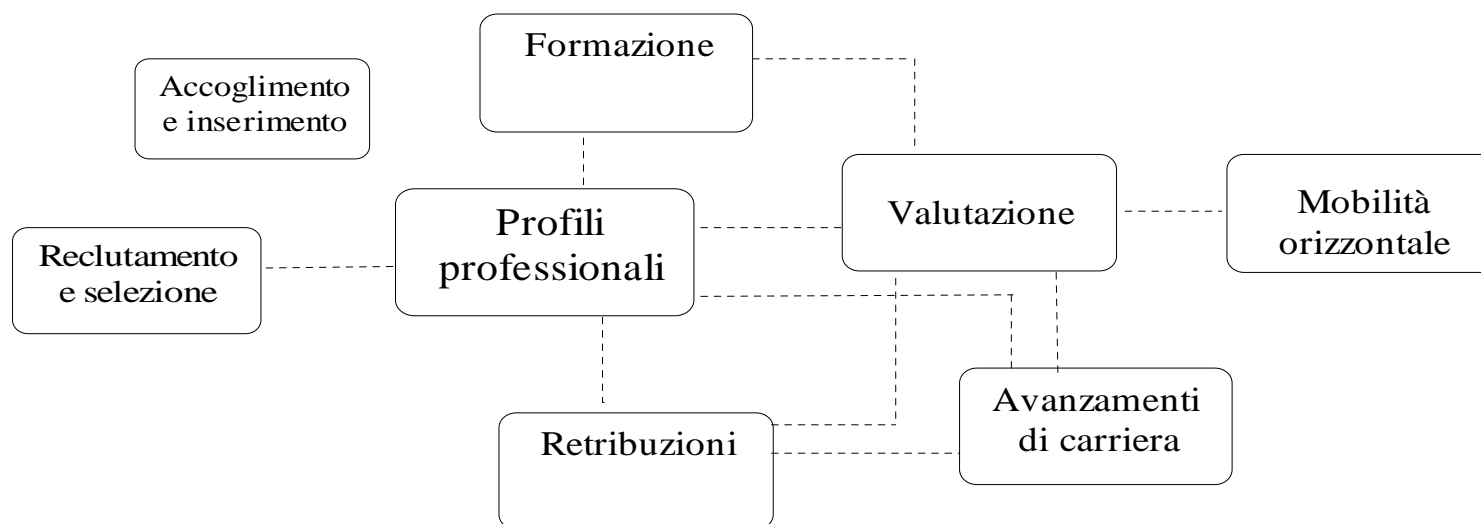 Formazione
Accoglimento
e inserimento
Profili
professionali
Valutazione
Mobilità
orizzontale
Reclutamento
e selezione
Retribuzioni
Avanzamenti
di carriera